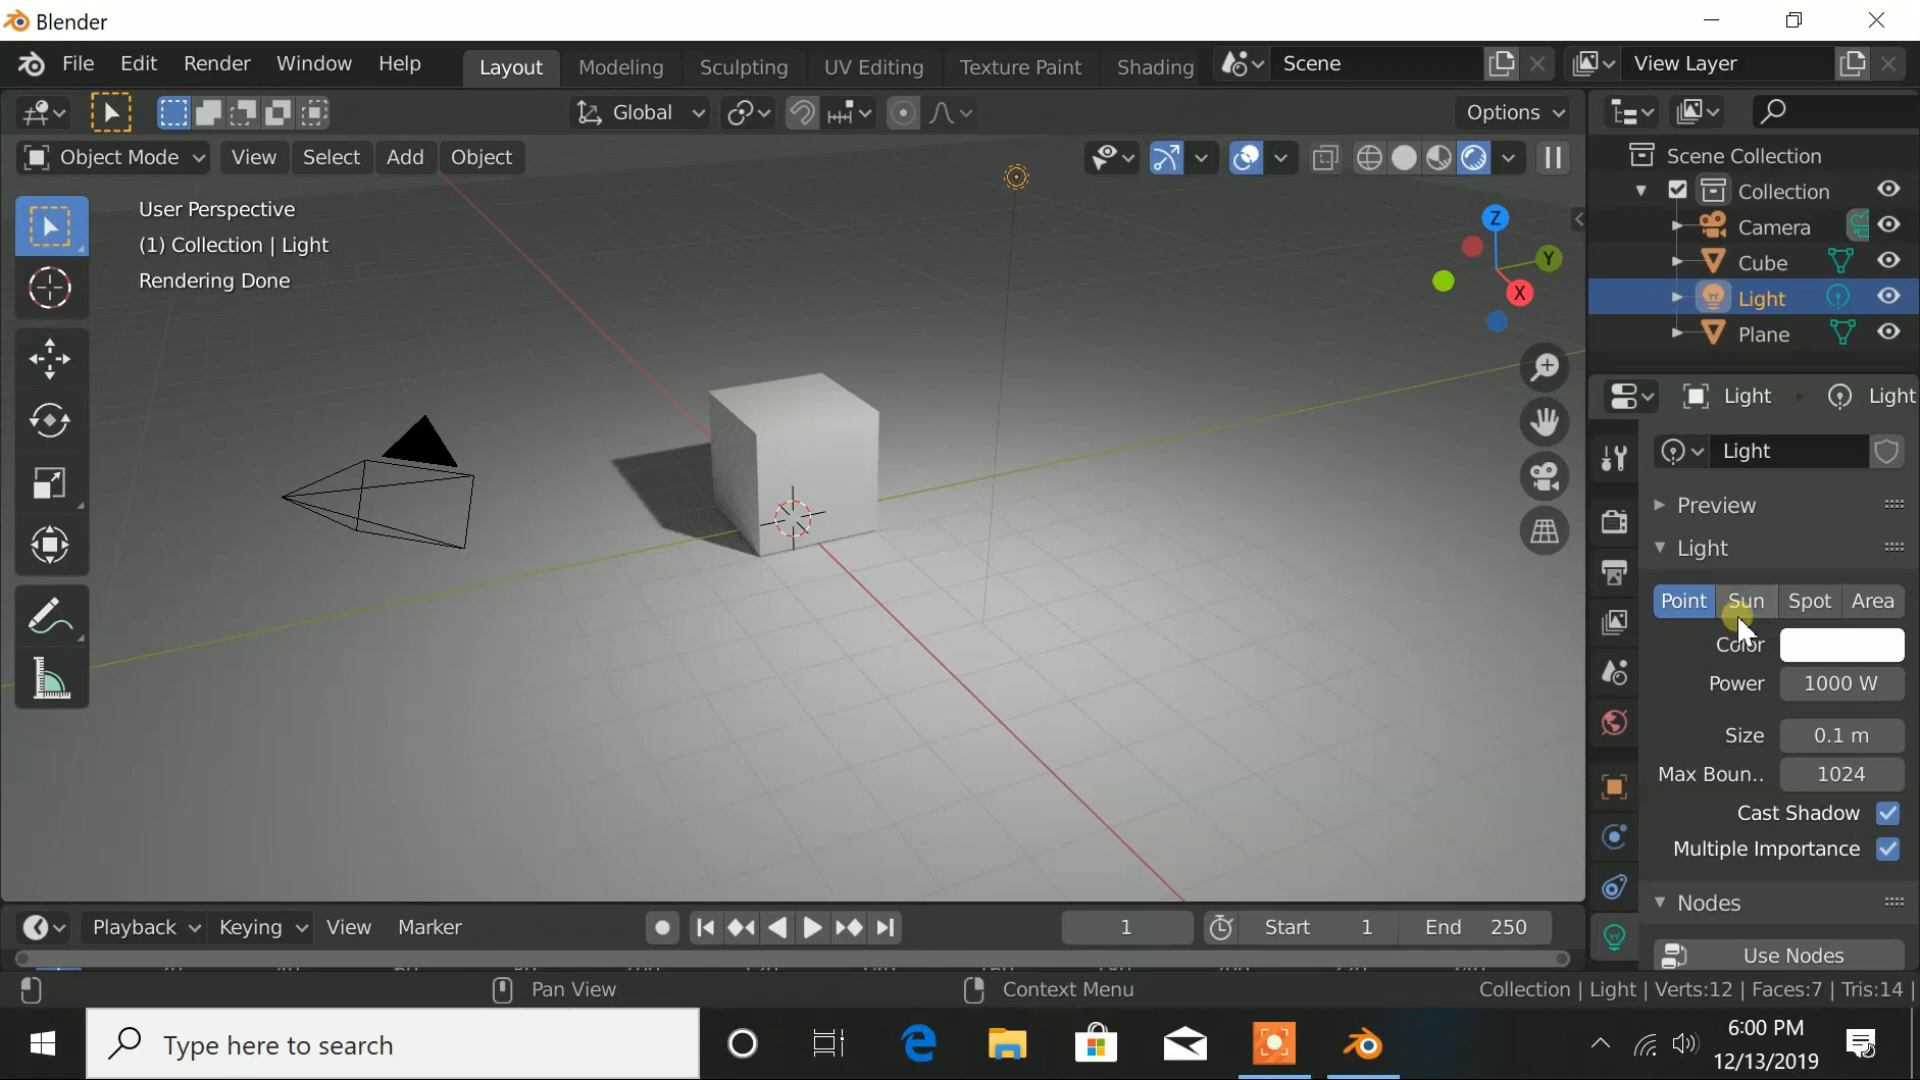 Blender
File Edit Render Window Help Layout Modeling Sculpting UV Editing Texture Paint Shading Scene View Layer
Global Options
Object Mode View Select Add Object
User Perspective
(1) Collection | Light
Rendering Done
Z
Y
X
Scene Collection
Collection
Camera
Cube
Light
Plane
Light Light
Light
Preview
Light
Point Sun Spot Area
Color
Power 1000 W
Size 0.1 m
Max Boun.. 1024
Cast Shadow
Multiple Importance
Nodes
Use Nodes
Playback Keying View Marker 1 Start 1 End 250
Pan View Context Menu Collection | Light | Verts:12 | Faces:7 | Tris:14 |
Type here to search
6:00 PM
12/13/2019